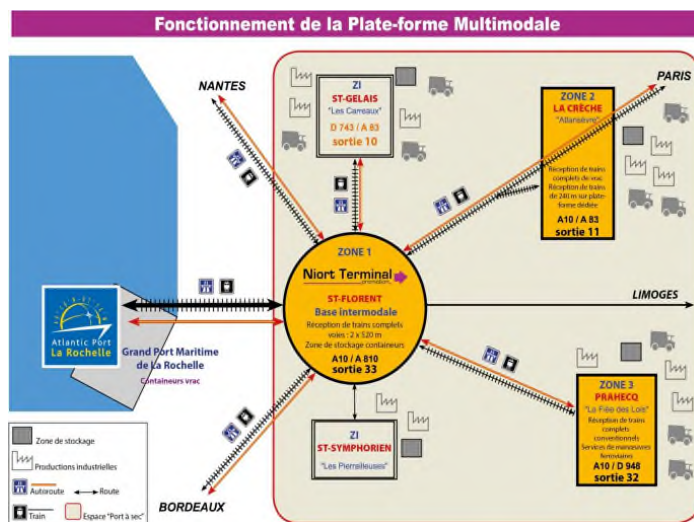 Fonctionnement de la Plate-forme Multimodale
NANTES
ZI
ST-GELAIS
"Les Carreaux"
D 743 / A 83
sortie 10
ZONE 2
LA CRÈCHE
"Atlansèvre"
Réception de trains
complets de vrac
Réception de trains
de 240 m sur plate-
forme dédiée
A10 / A 83
sortie 11
PARIS
ZONE 1
Niort Terminal
ST-FLORENT
Base intermodale
Réception de trains complets
voies : 2 x 520 m
Zone de stockage containeurs
A10 / A 810
sortie 33
LIMOGES
Atlantic Port
La Rochelle
Grand Port Maritime
de La Rochelle
Containeurs vrac
ZONE 3
PRAHECQ
"La Fiée des Lois"
Réception de trains
complets
conventionnels
Services de manœuvres
ferroviaires
A10 / D 948
sortie 32
ZI
ST-SYMPHORIEN
"Les Pierrailleuses"
BORDEAUX
Zone de stockage
Productions industrielles
Autoroute
Route
Train
Espace "Port à sec"